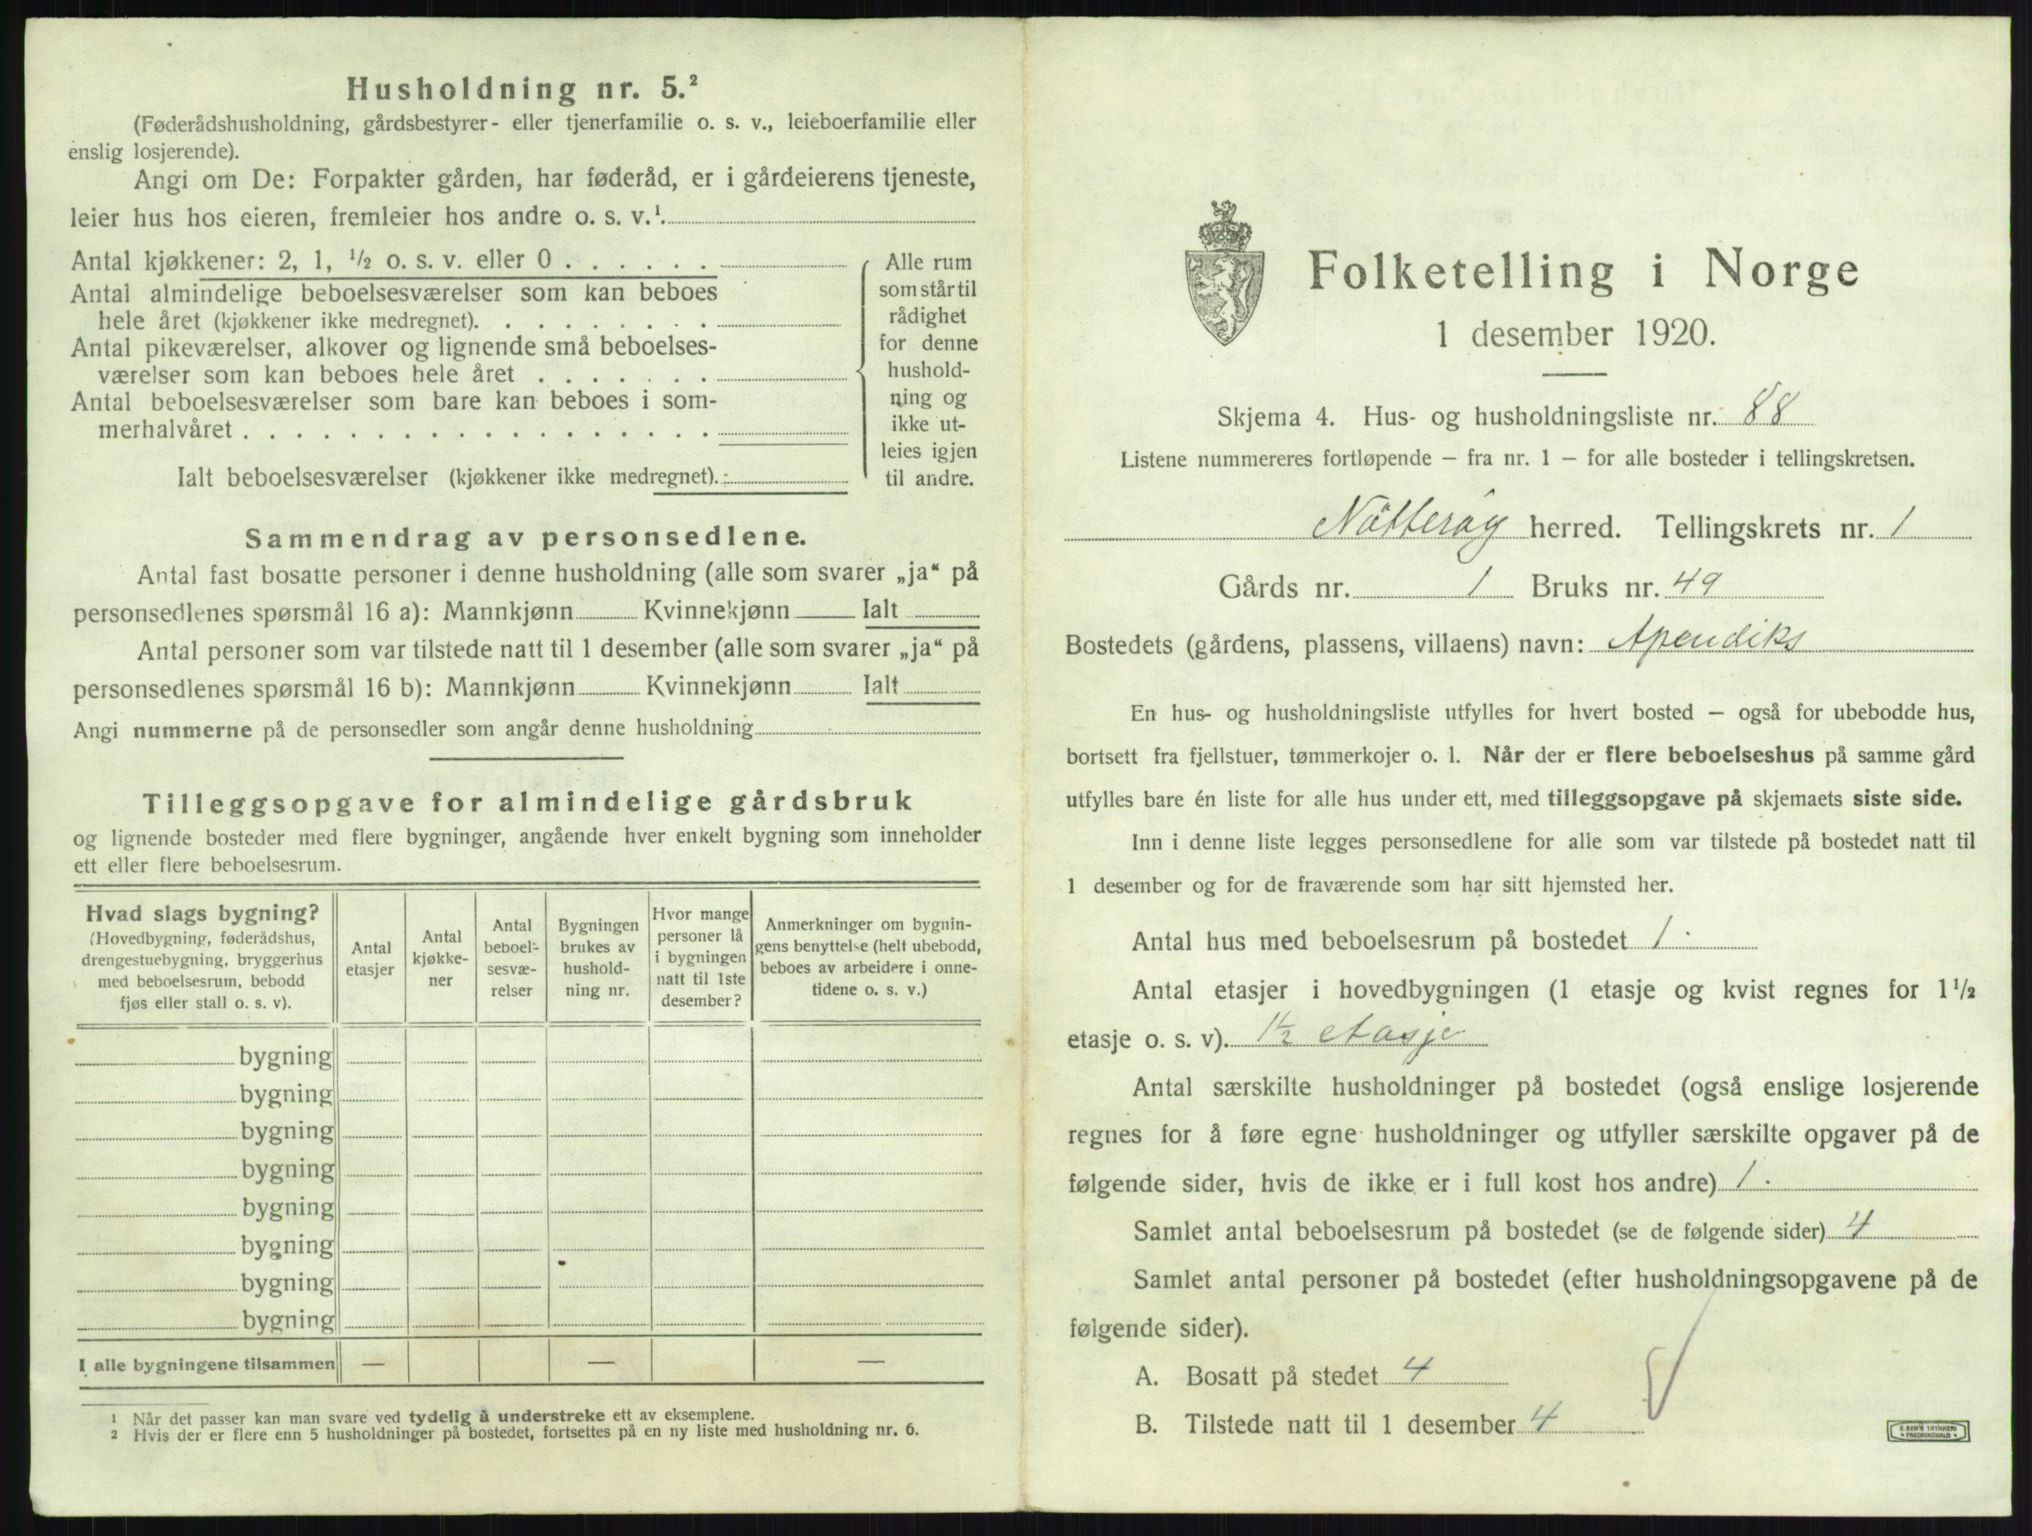 Husholdning nr. 5.²
(Føderådshusholdning, gårdsbestyrer- eller tjenerfamilie o. s. v., leieboerfamilie eller
enslig losjerende).
Angi om De: Forpakter gården, har føderåd, er i gårdeierens tjeneste,
leier hus hos eieren, fremleier hos andre o. s. v.¹
Antal kjøkkener: 2, 1, ½ o. s. v. eller 0 . . . . . .
Antal almindelige beboelsesværelser som kan beboes
hele året (kjøkkener ikke medregnet). . . . . . . . .
Antal pikeværelser, alkover og lignende små beboelses-
værelser som kan beboes hele året . . . . . . .
Antal beboelsesværelser som bare kan beboes i som-
merhalvåret . . . . . . . . . . . . . . . . . .
Ialt beboelsesværelser (kjøkkener ikke medregnet).
Alle rum
som står til
rådighet
for denne
hushold-
ning og
ikke ut-
leies igjen
til andre.
Sammendrag av personsedlene.
Antal fast bosatte personer i denne husholdning (alle som svarer „ja“ på
personsedlenes spørsmål 16 a): Mannkjønn Kvinnekjønn Ialt
Antal personer som var tilstede natt til 1 desember (alle som svarer „ja“ på
personsedlenes spørsmål 16 b): Mannkjønn Kvinnekjønn Ialt
Angi nummerne på de personsedler som angår denne husholdning
Tilleggsopgave for almindelige gårdsbruk
og lignende bosteder med flere bygninger, angående hver enkelt bygning som inneholder
ett eller flere beboelsesrum.
Hvad slags bygning?
(Hovedbygning, føderådshus,
drengestuebygning, bryggerhus
med beboelsesrum, bebodd
fjøs eller stall o. s. v).
Antal
etasjer
Antal
kjøkke-
ner
Antal
beboel-
sesvæ-
relser
Bygningen
brukes av
hushold-
ning nr.
Hvor mange
personer lå
i bygningen
natt til 1ste
desember?
Anmerkninger om bygnin-
gens benyttelse (helt ubebodd,
beboes av arbeidere i onne-
tidene o. s. v.)
bygning
bygning
bygning
bygning
bygning
bygning
bygning
bygning
I alle bygningene tilsammen — — —
¹ Når det passer kan man svare ved tydelig å understreke ett av eksemplene.
² Hvis der er flere enn 5 husholdninger på bostedet, fortsettes på en ny liste med husholdning nr. 6.
Folketelling i Norge
1 desember 1920.
Skjema 4. Hus- og husholdningsliste nr. 88
Listene nummereres fortløpende – fra nr. 1 – for alle bosteder i tellingskretsen.
Nötteröy herred. Tellingskrets nr. 1
Gårds nr. 1 Bruks nr. 49
Bostedets (gårdens, plassens, villaens) navn: Apendiks
En hus- og husholdningsliste utfylles for hvert bosted – også for ubebodde hus,
bortsett fra fjellstuer, tømmerkojer o. l. Når der er flere beboelseshus på samme gård
utfylles bare én liste for alle hus under ett, med tilleggsopgave på skjemaets siste side.
Inn i denne liste legges personsedlene for alle som var tilstede på bostedet natt til
1 desember og for de fraværende som har sitt hjemsted her.
Antal hus med beboelsesrum på bostedet 1.
Antal etasjer i hovedbygningen (1 etasje og kvist regnes for 1½
etasje o. s. v). 1½ etasje
Antal særskilte husholdninger på bostedet (også enslige losjerende
regnes for å føre egne husholdninger og utfyller særskilte opgaver på de
følgende sider, hvis de ikke er i full kost hos andre) 1.
Samlet antal beboelsesrum på bostedet (se de følgende sider) 4
Samlet antal personer på bostedet (efter husholdningsopgavene på de
følgende sider).
A. Bosatt på stedet 4
B. Tilstede natt til 1 desember 4